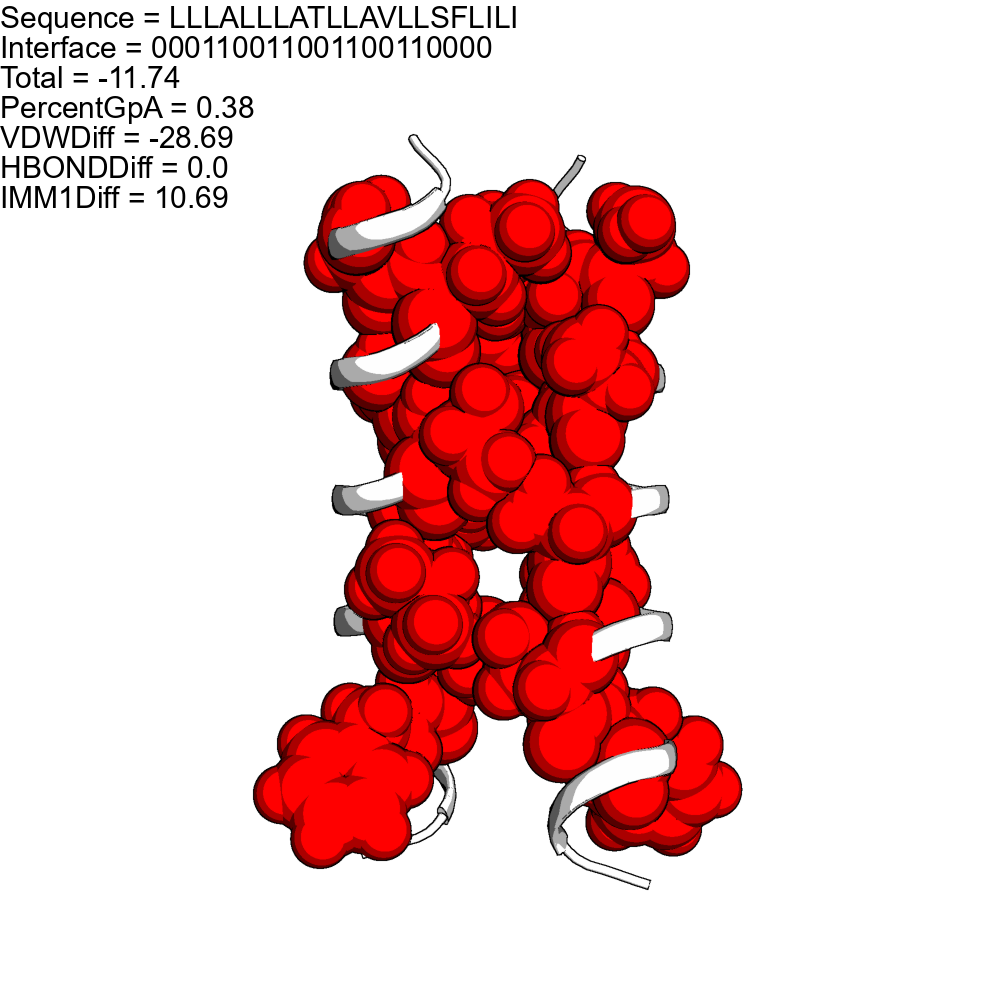 Sequence = LLLALLLATLLAVLLSFLILI
Interface = 000110011001100110000
Total = -11.74
PercentGpA = 0.38
VDWDiff = -28.69
HBONDDiff = 0.0
IMM1Diff = 10.69